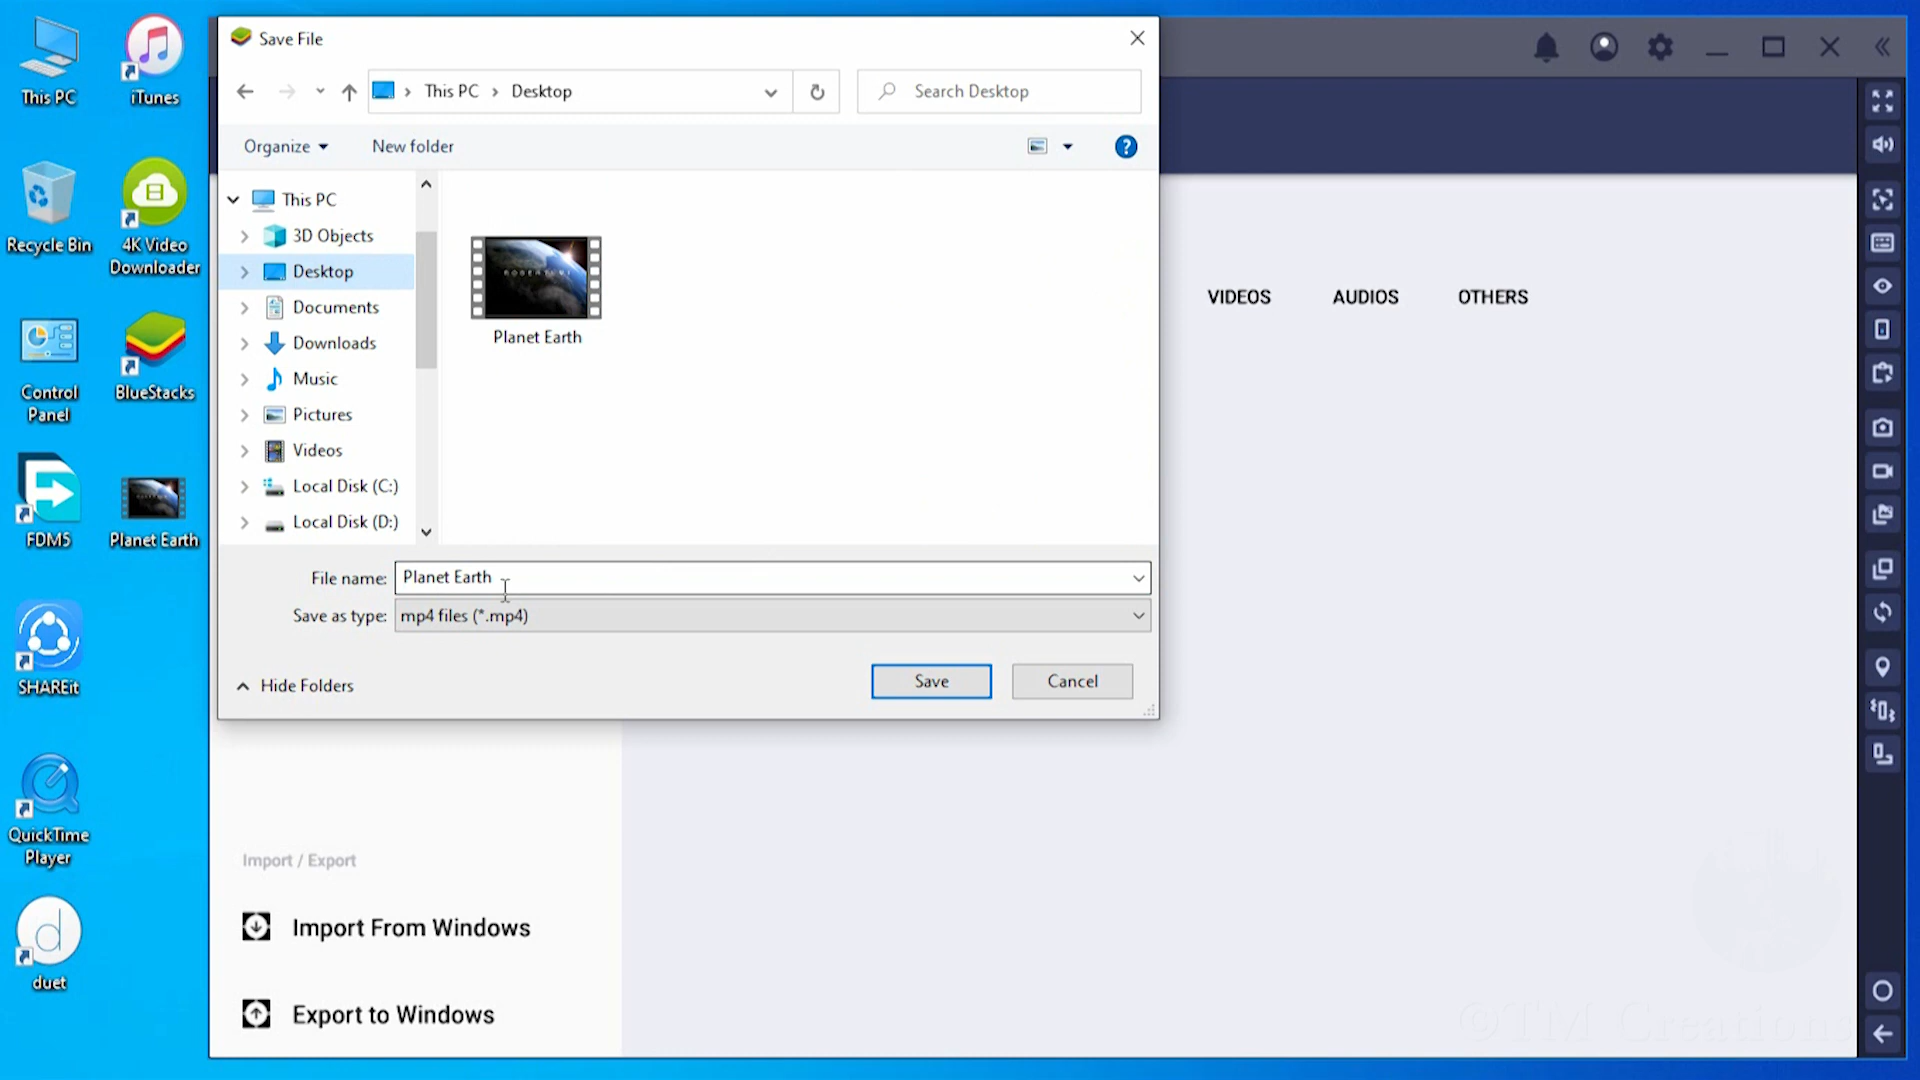 This PC
iTunes
Recycle Bin
4K Video
Downloader
Control
Panel
BlueStacks
FDM5
Planet Earth
SHAREit
QuickTime
Player
duet
Save File
This PC
Desktop
Search Desktop
Organize
New folder
This PC
3D Objects
Desktop
Documents
Downloads
Music
Pictures
Videos
Local Disk (C:)
Local Disk (D:)
Planet Earth
File name: Planet Earth
Save as type: mp4 files (*.mp4)
Hide Folders
Save
Cancel
VIDEOS
AUDIOS
OTHERS
Import / Export
Import From Windows
Export to Windows
©TM Creation